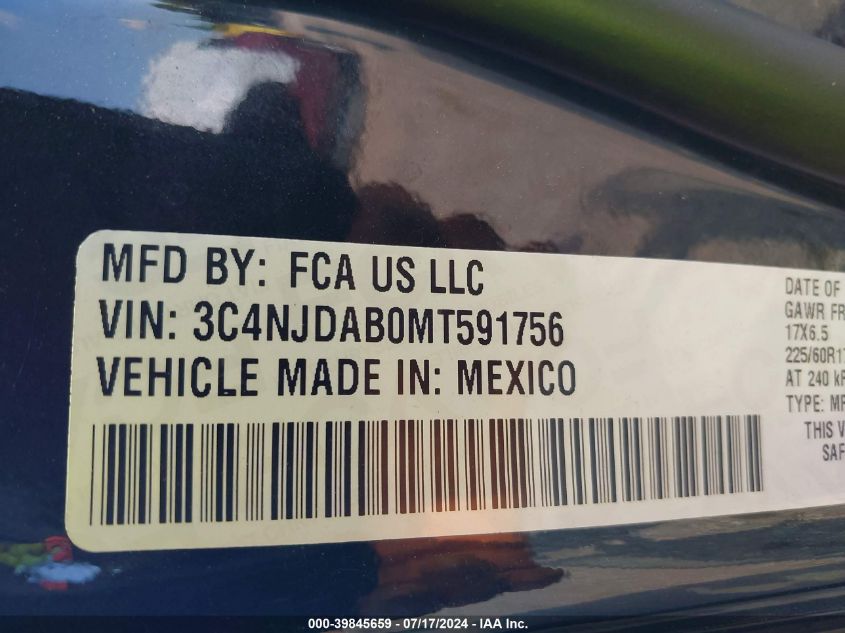 MFD BY: FCA US LLC
VIN: 3C4NJDAB0MT591756
VEHICLE MADE IN: MEXICO
DATE OF
GAWR FR
17X6.5
225/60R17
AT 240 kP
TYPE: MP
THIS V
SAF
000-39845659 - 07/17/2024 - IAA Inc.